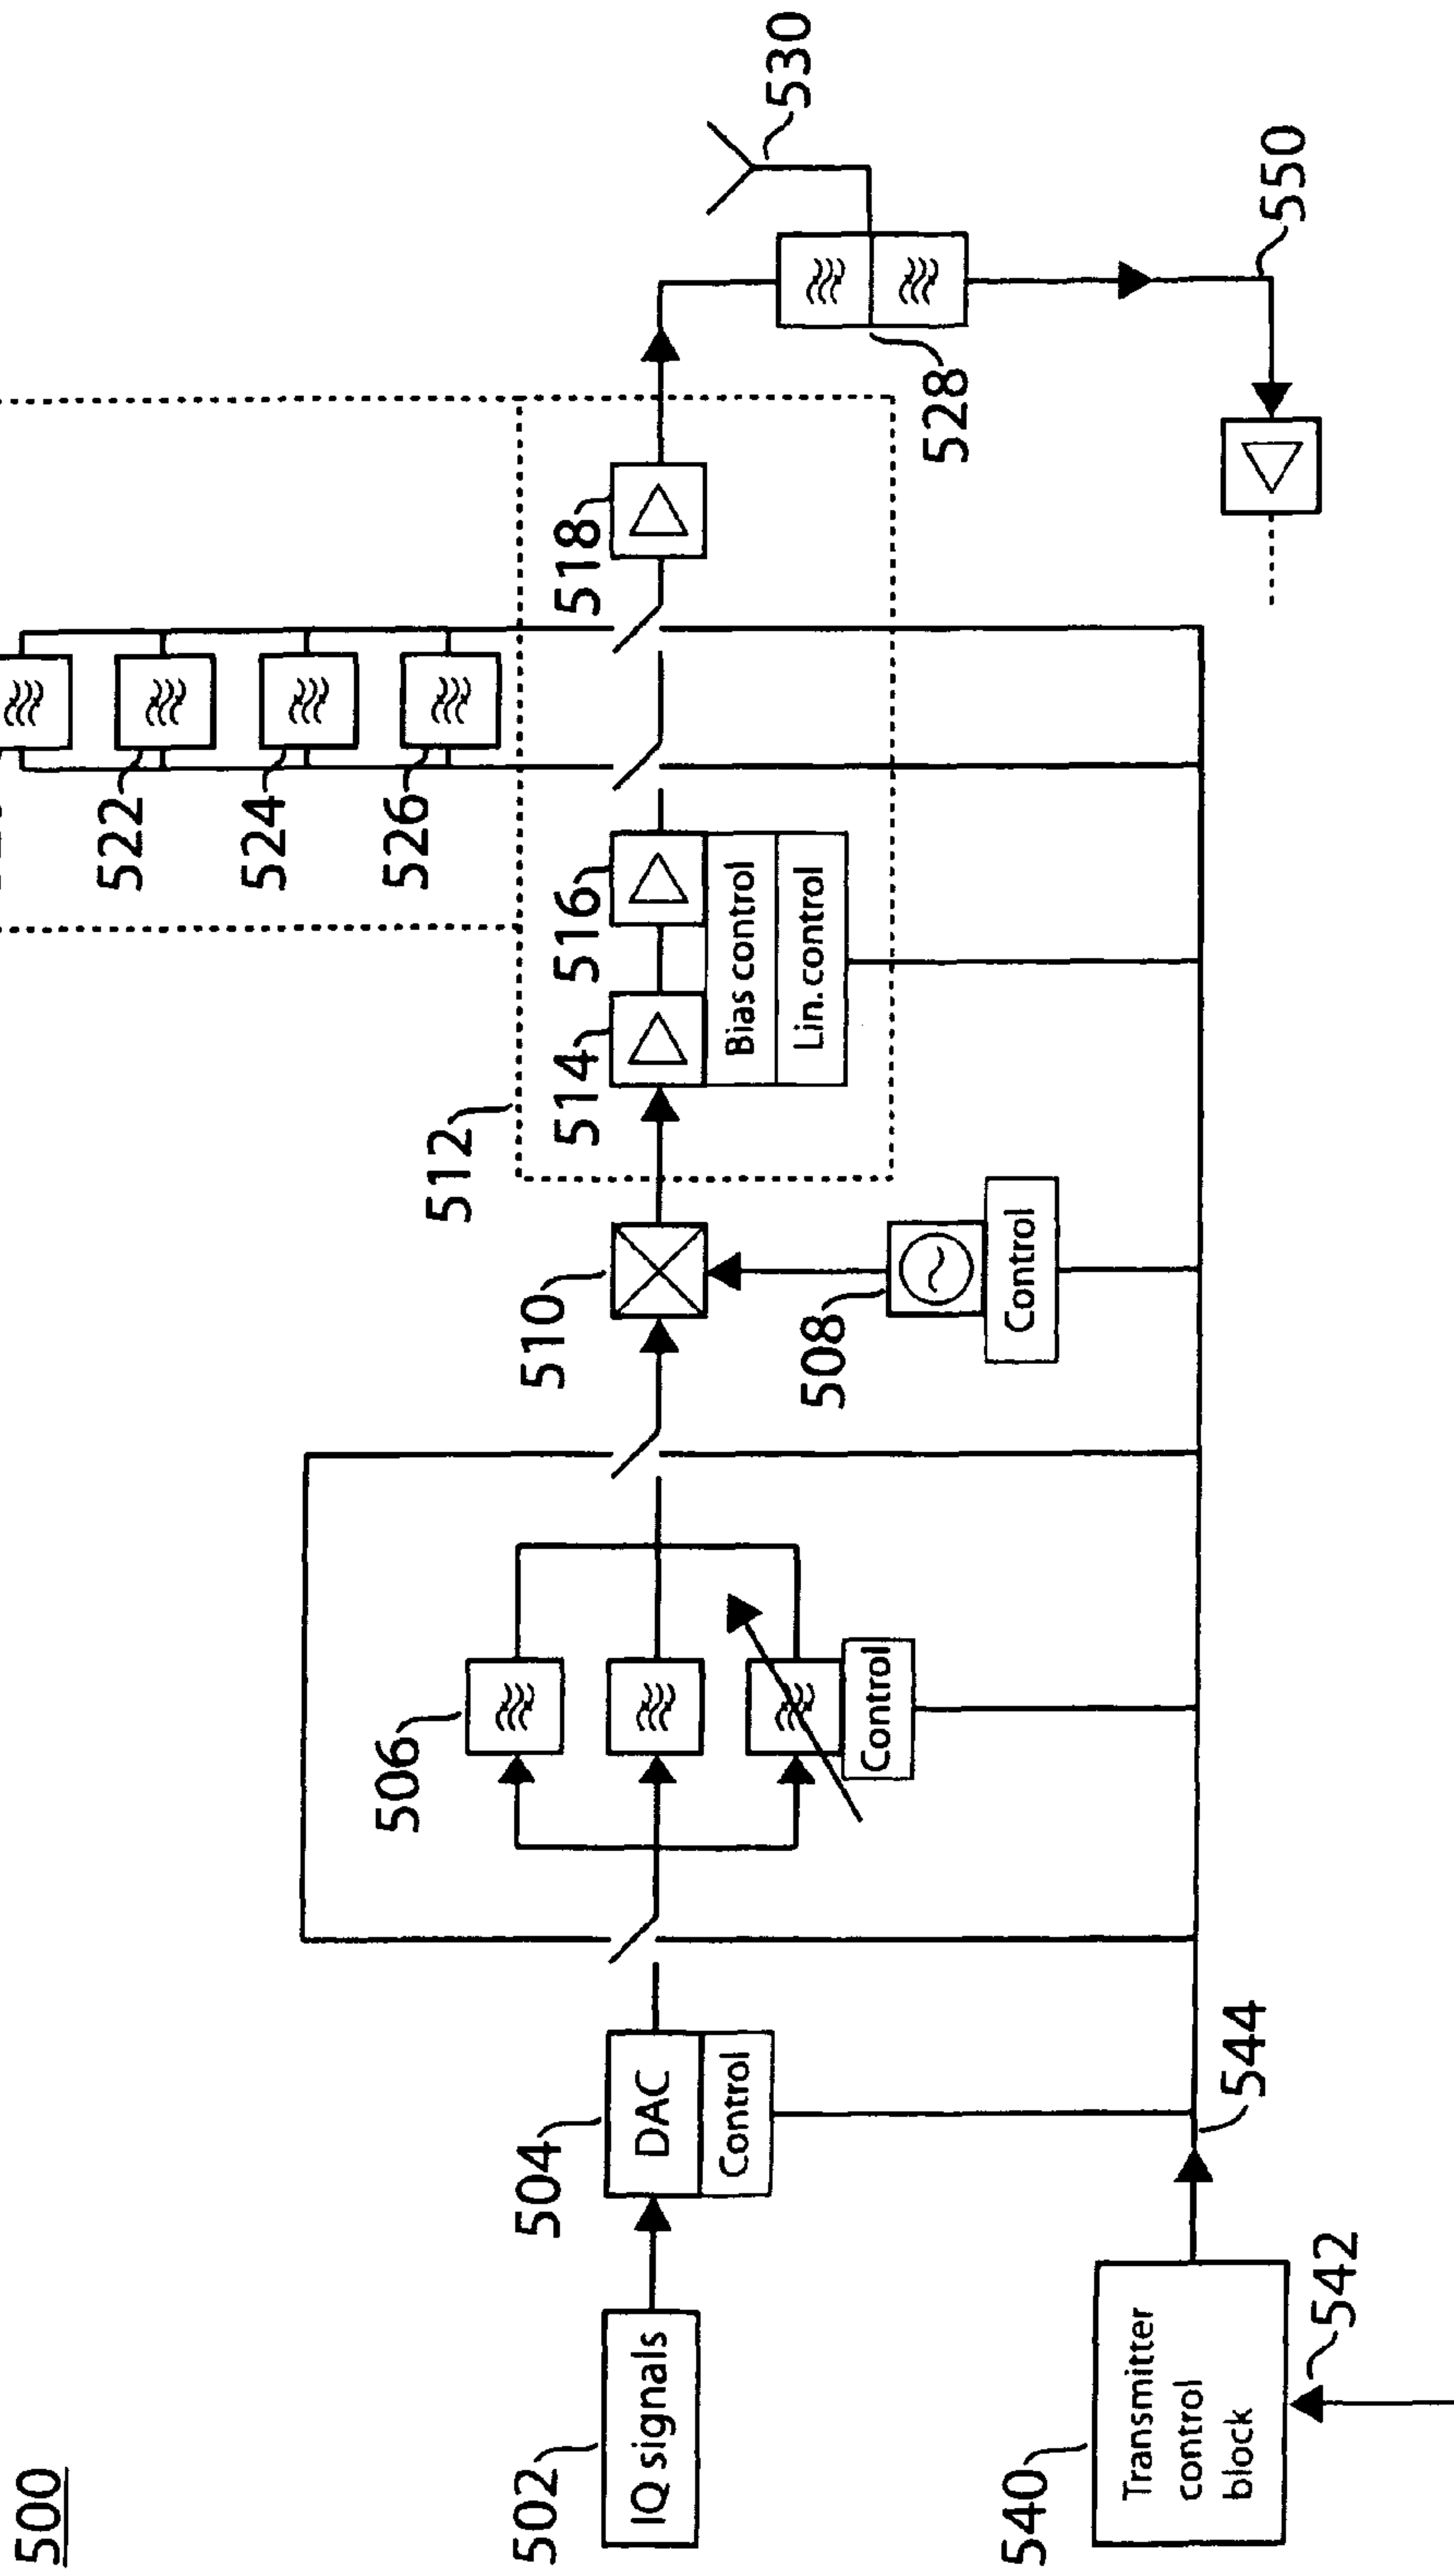 500
522
524
526
530
512
514
516
518
Bias control
Lin. control
528
550
510
508
Control
506
Control
504
DAC
Control
502
IQ signals
540
Transmitter
control
block
542
544